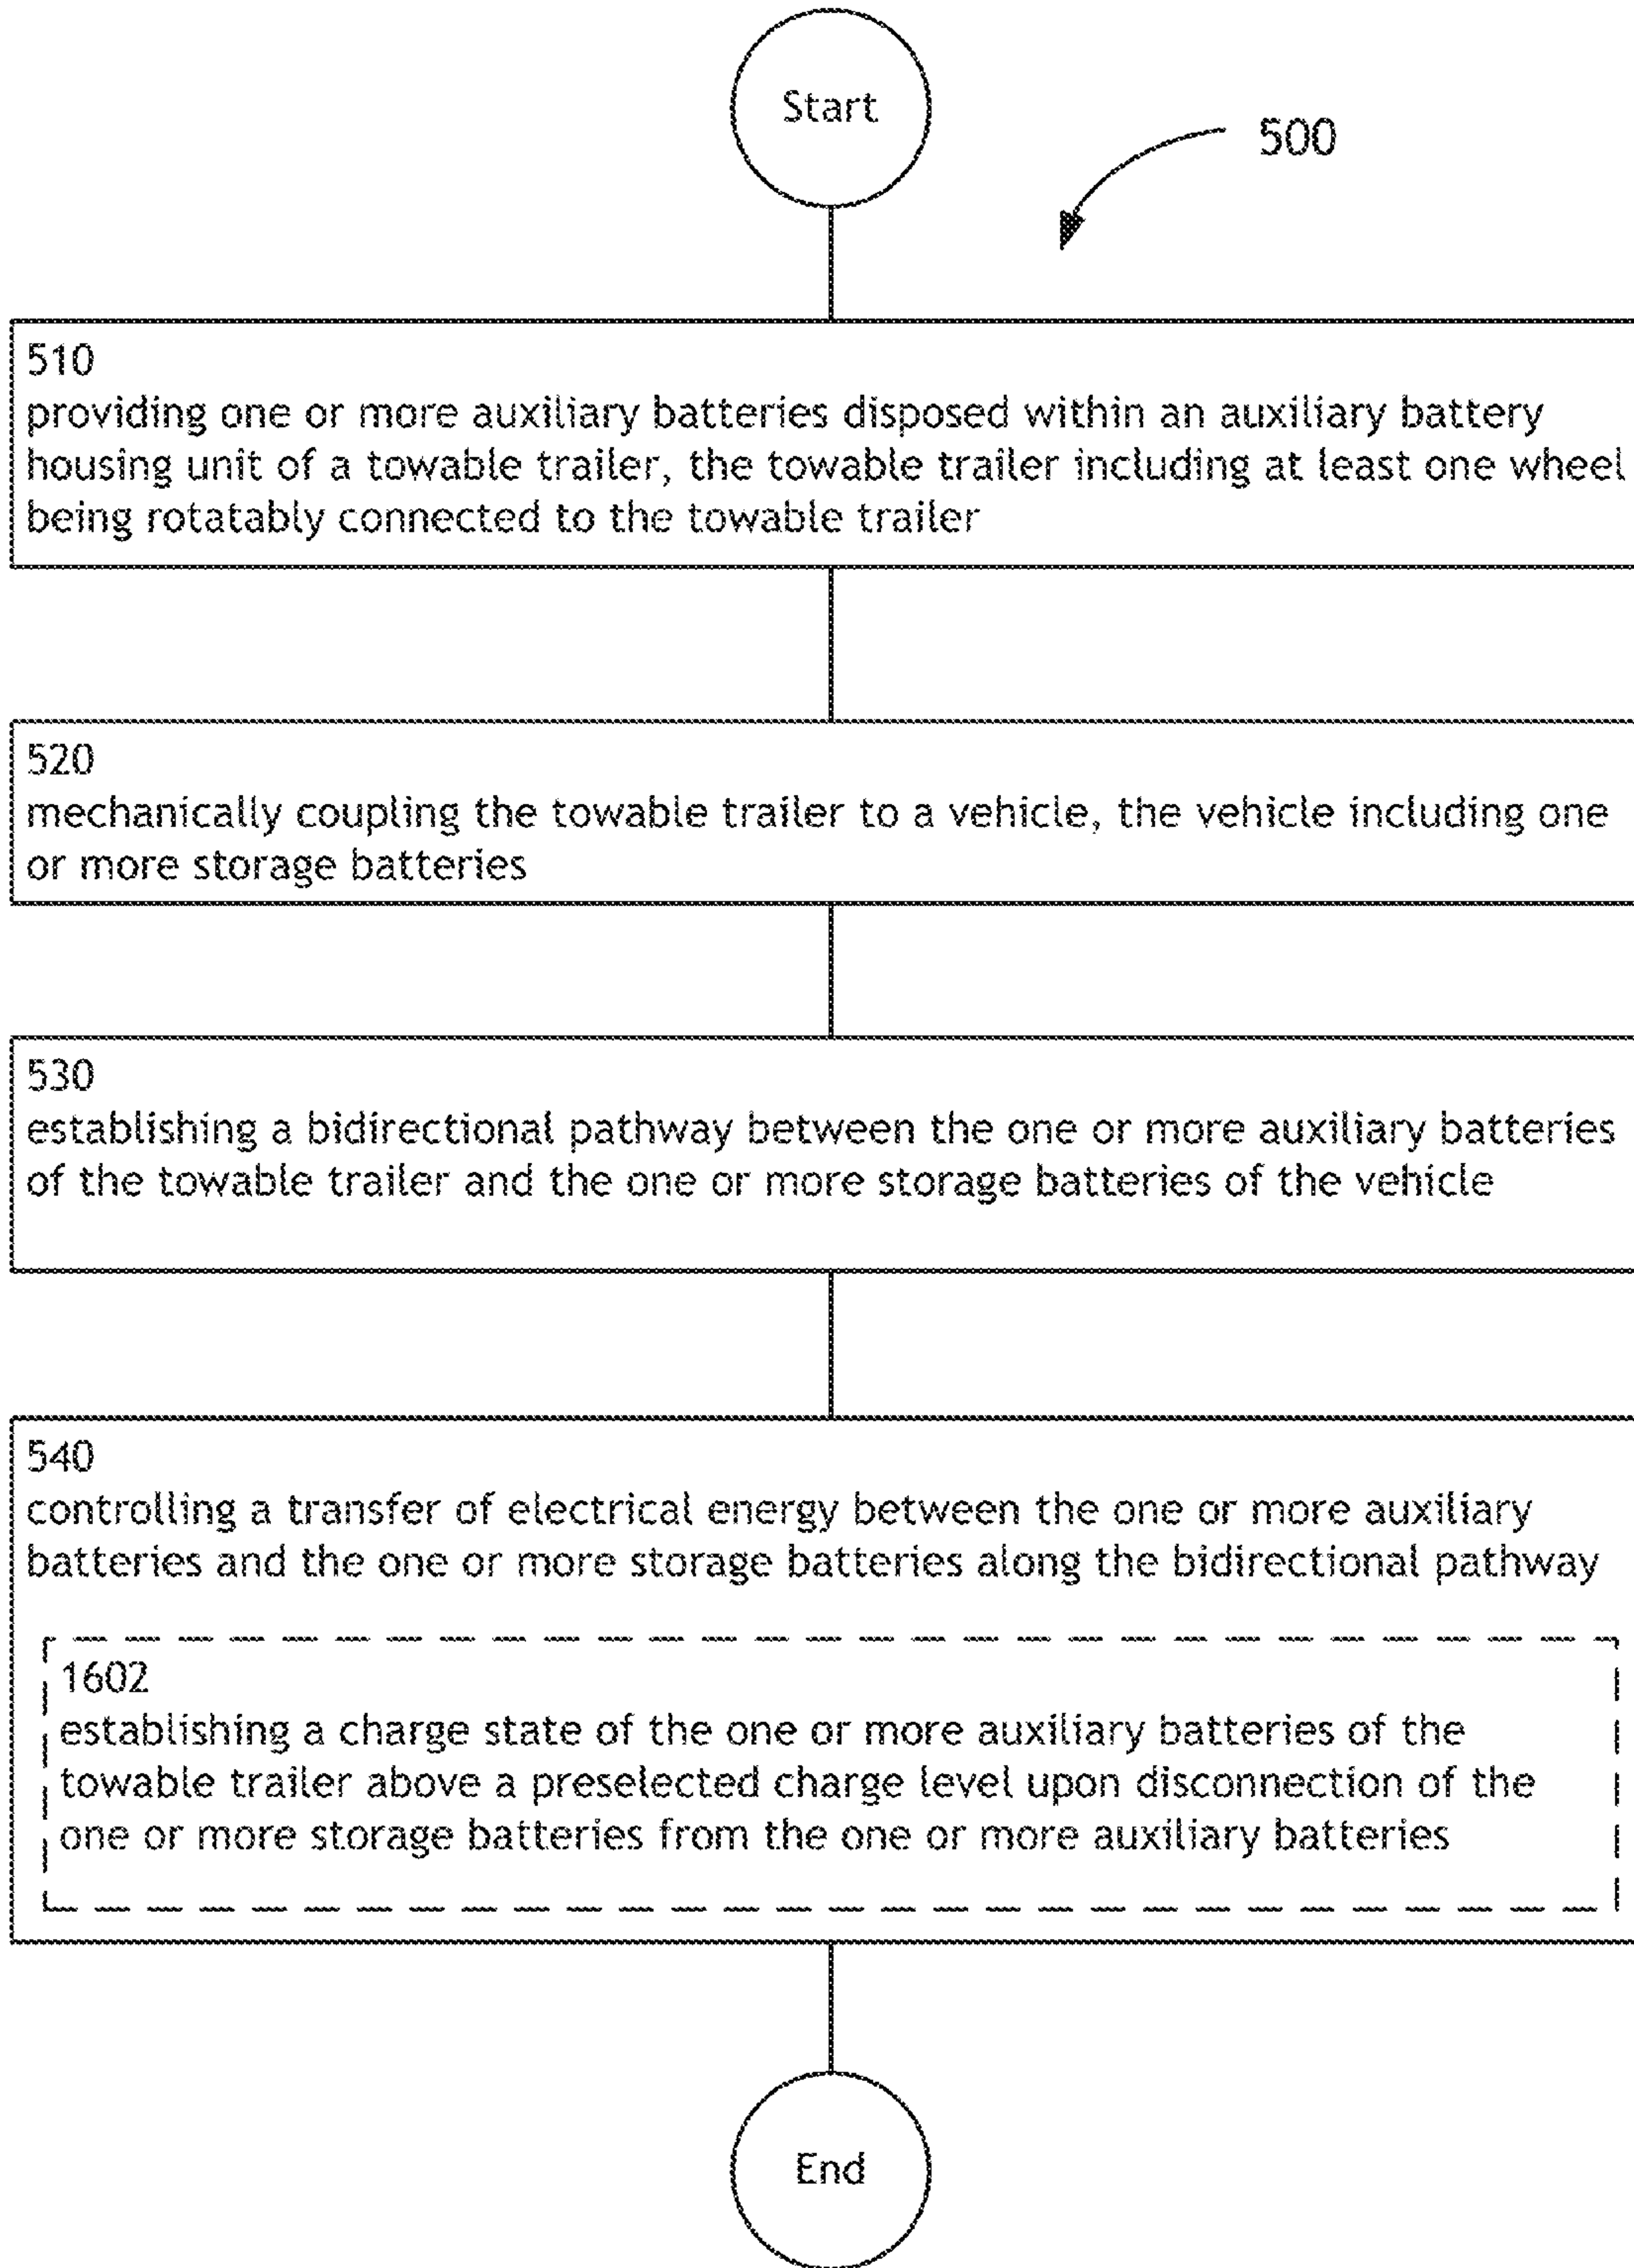 Start
500
510
providing one or more auxiliary batteries disposed within an auxiliary battery
housing unit of a towable trailer, the towable trailer including at least one wheel
being rotatably connected to the towable trailer
520
mechanically coupling the towable trailer to a vehicle, the vehicle including one
or more storage batteries
530
establishing a bidirectional pathway between the one or more auxiliary batteries
of the towable trailer and the one or more storage batteries of the vehicle
540
controlling a transfer of electrical energy between the one or more auxiliary
batteries and the one or more storage batteries along the bidirectional pathway
1602
establishing a charge state of the one or more auxiliary batteries of the
towable trailer above a preselected charge level upon disconnection of the
one or more storage batteries from the one or more auxiliary batteries
End